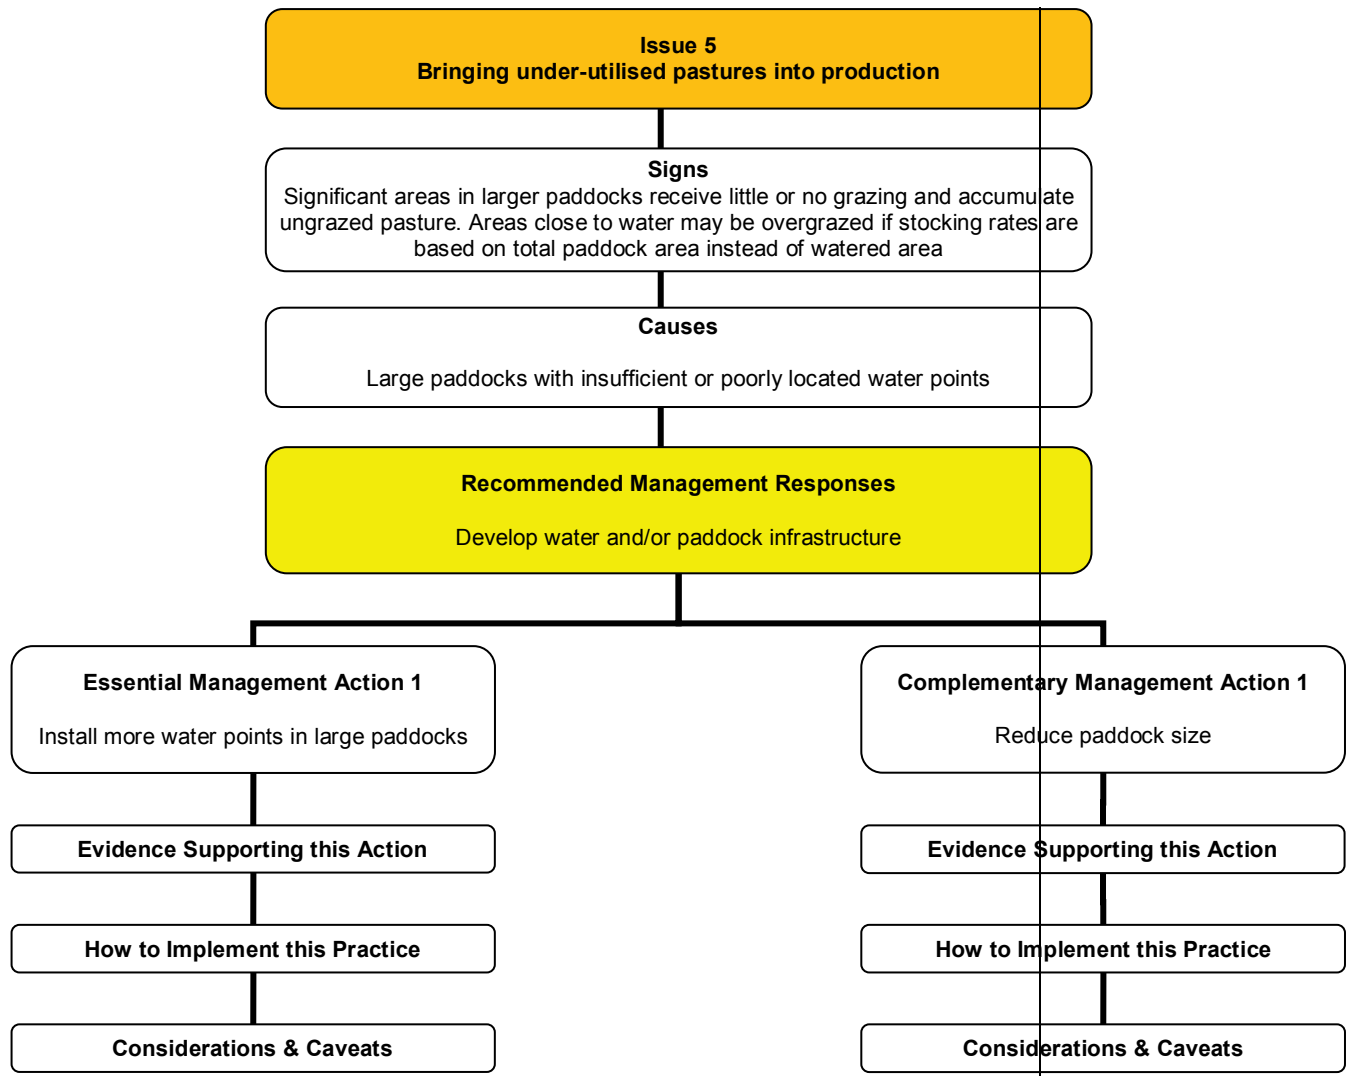 Issue 5
Bringing under-utilised pastures into production
Signs
Significant areas in larger paddocks receive little or no grazing and accumulate
ungrazed pasture. Areas close to water may be overgrazed if stocking rates are
based on total paddock area instead of watered area
Causes
Large paddocks with insufficient or poorly located water points
Recommended Management Responses
Develop water and/or paddock infrastructure
Essential Management Action 1
Install more water points in large paddocks
Evidence Supporting this Action
How to Implement this Practice
Considerations & Caveats
Complementary Management Action 1
Reduce paddock size
Evidence Supporting this Action
How to Implement this Practice
Considerations & Caveats